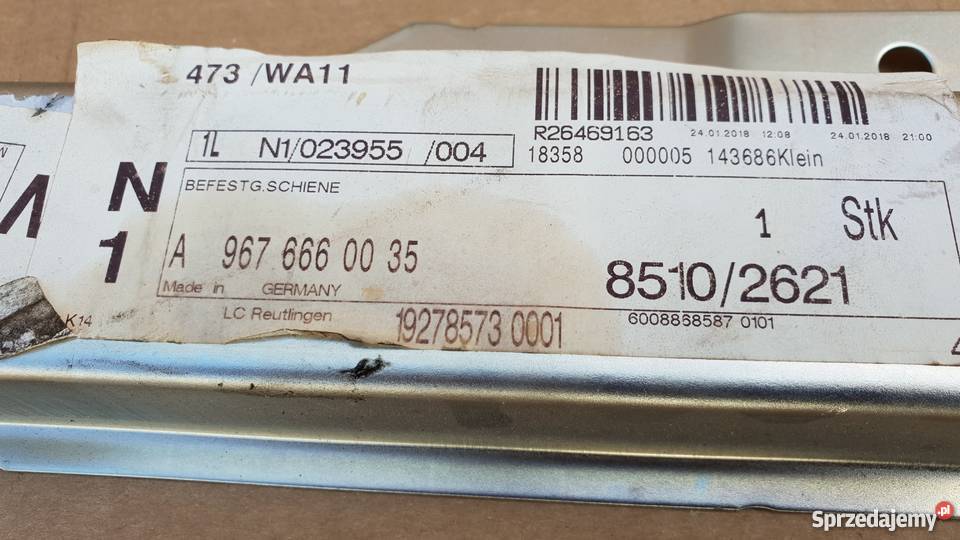 473 /WA11
R26469163 24.01.2018 12:08 24.01.2018 21:00
1L N1/023955 /004
18358 000005 143686Klein
N
1
BEFESTG.SCHIENE
1 Stk
A 967 666 00 35
8510/2621
Made in GERMANY
LC Reutlingen
19278573 0001
6008868587 0101
K14
Sprzedajemy.pl